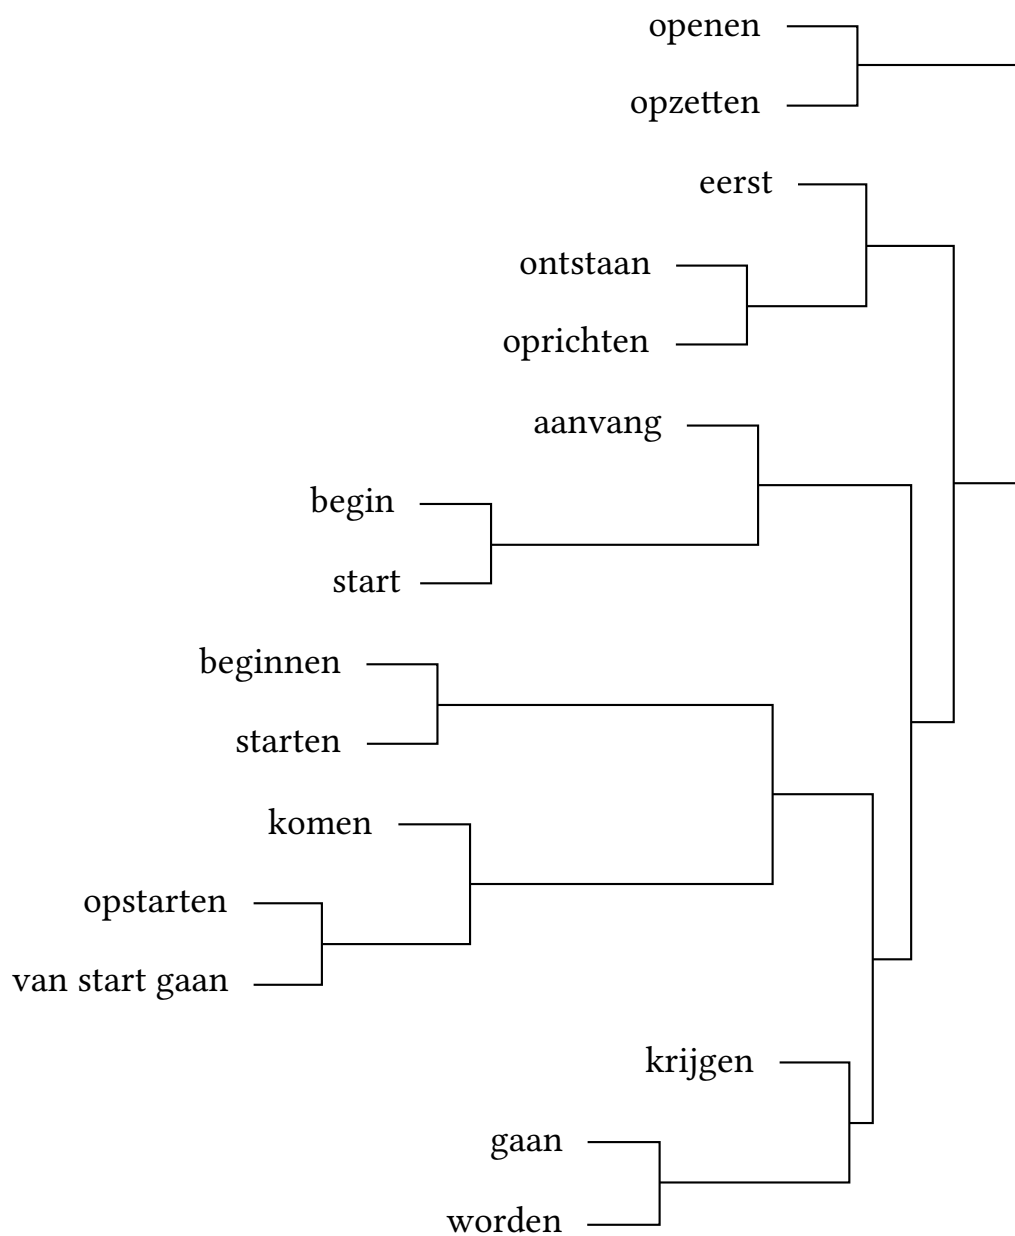 openen
opzetten
eerst
ontstaan
oprichten
aanvang
begin
start
beginnen
starten
komen
opstarten
van start gaan
krijgen
gaan
worden